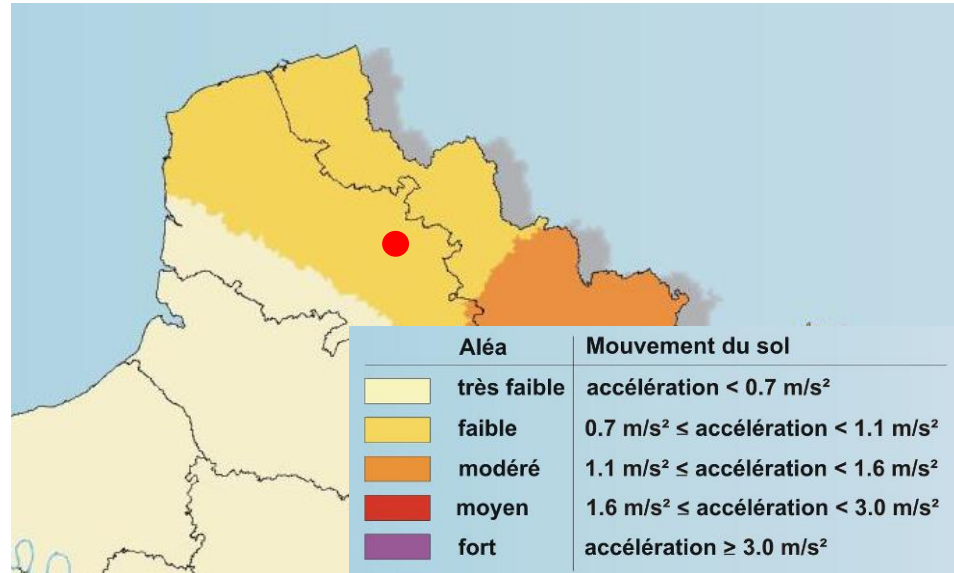 Aléa Mouvement du sol
très faible accélération < 0.7 m/s²
faible 0.7 m/s² ≤ accélération < 1.1 m/s²
modéré 1.1 m/s² ≤ accélération < 1.6 m/s²
moyen 1.6 m/s² ≤ accélération < 3.0 m/s²
fort accélération ≥ 3.0 m/s²